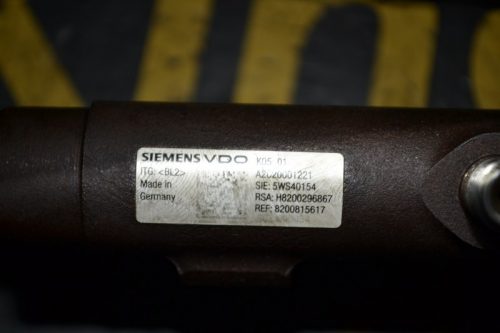 SIEMENS VDO K05 01
ITG: <BL2> A2C20001221
Made in SIE: 5WS40154
Germany RSA: H8200296867
REF: 8200815617